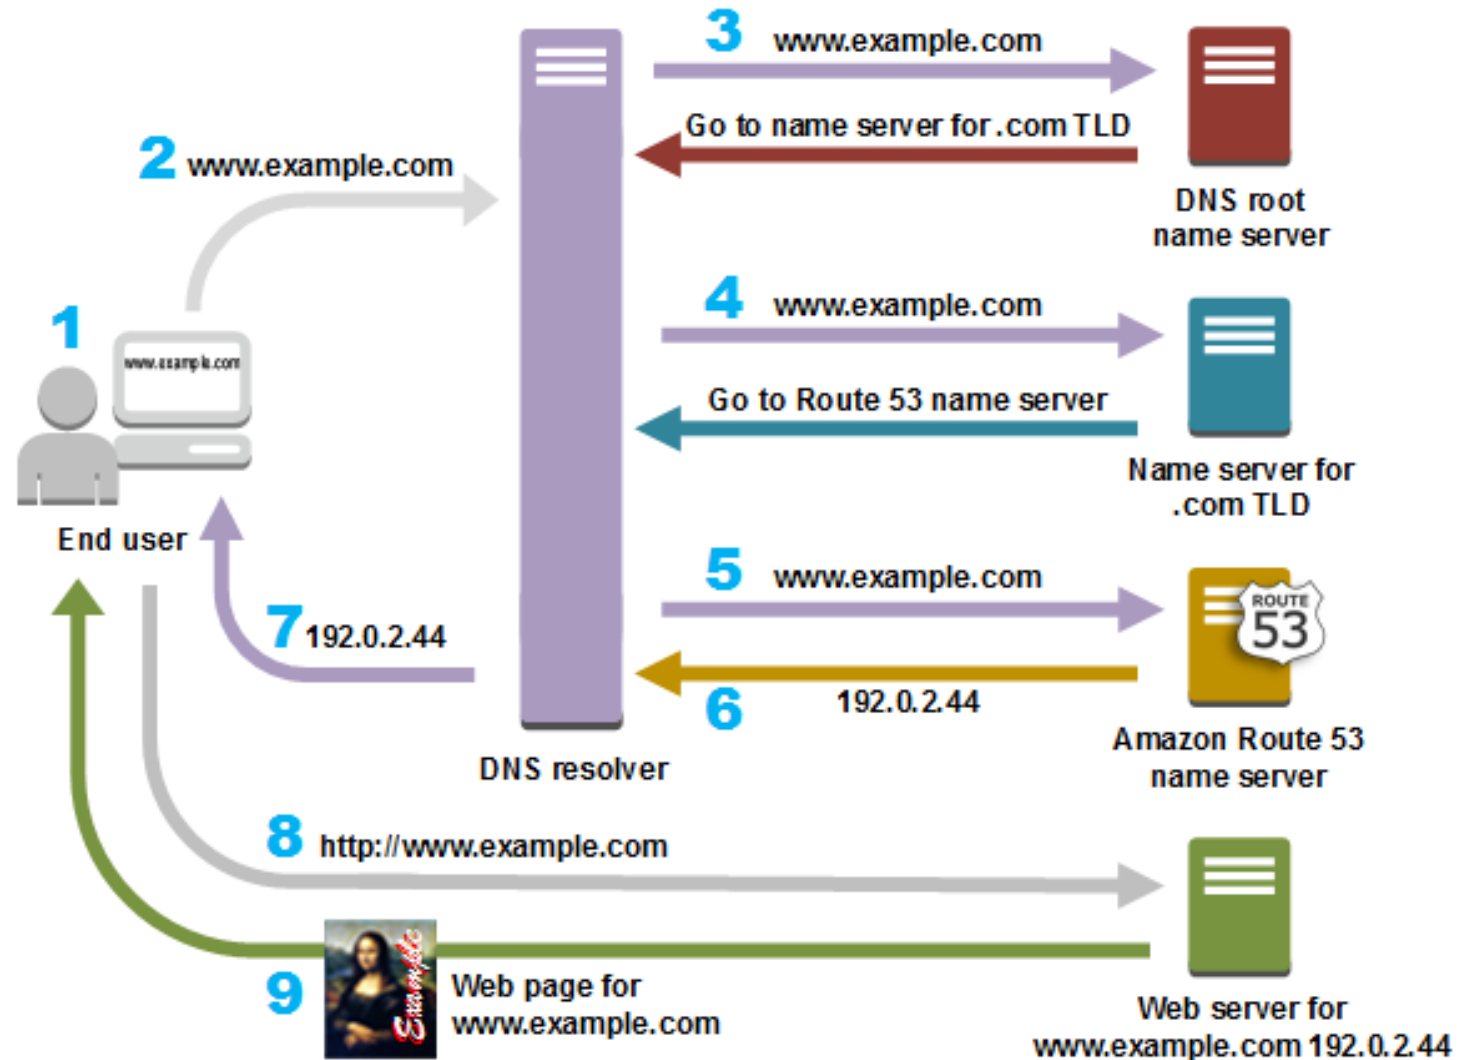 3 www.example.com
Go to name server for .com TLD
DNS root
name server
2 www.example.com
1
www.example.com
End user
4 www.example.com
Go to Route 53 name server
Name server for
.com TLD
5 www.example.com
ROUTE
53
6 192.0.2.44
Amazon Route 53
name server
7 192.0.2.44
DNS resolver
8 http://www.example.com
9
Example
Web page for
www.example.com
Web server for
www.example.com 192.0.2.44